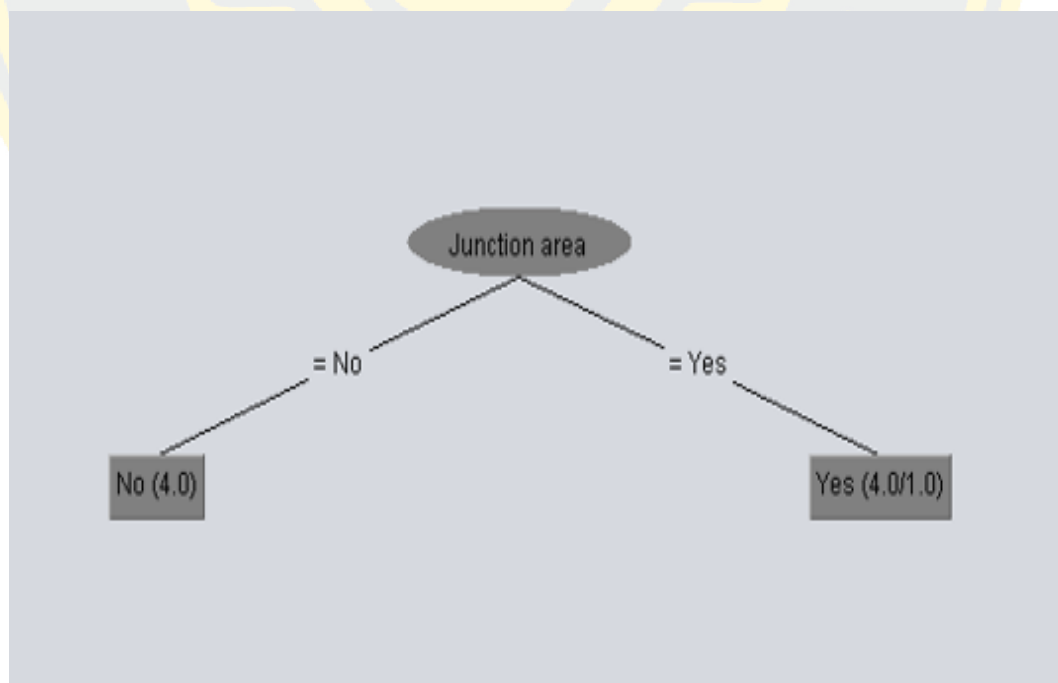 Junction area
= No
= Yes
No (4.0)
Yes (4.0/1.0)